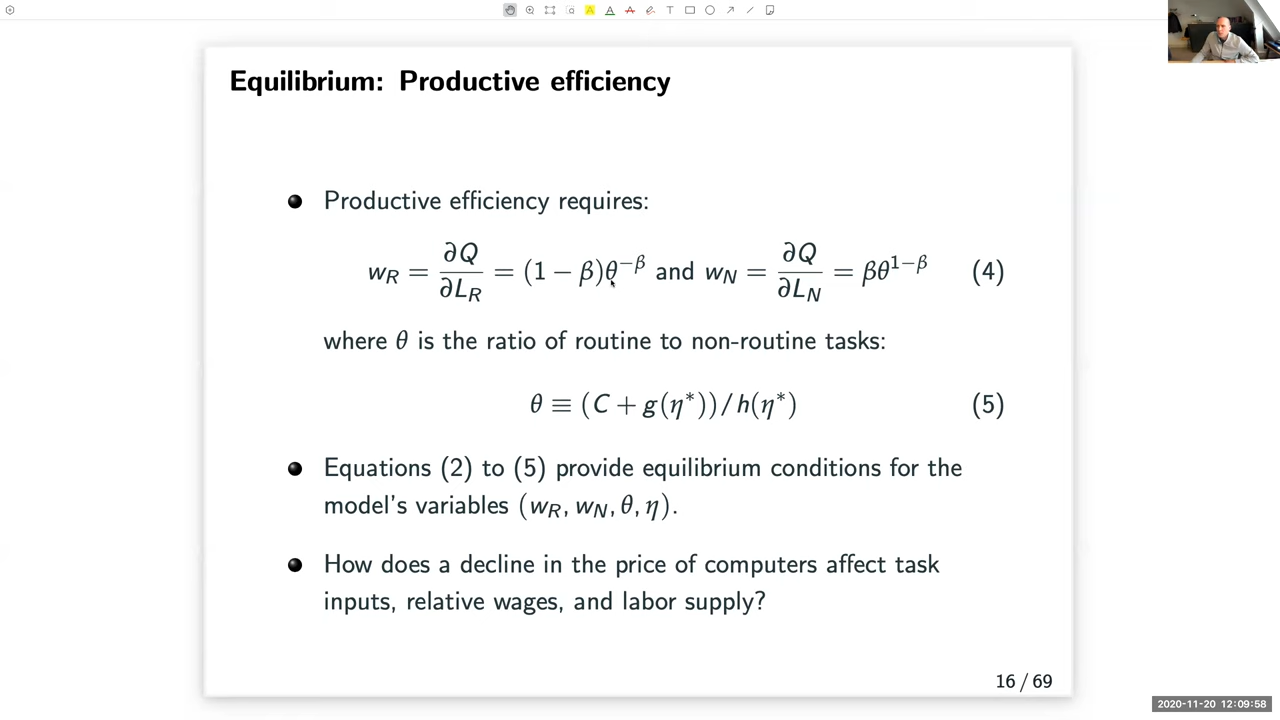 Equilibrium: Productive efficiency
Productive efficiency requires:
w_R = ∂Q/∂L_R = (1 − β)θ^{−β} and w_N = ∂Q/∂L_N = βθ^{1−β} (4)
where θ is the ratio of routine to non-routine tasks:
θ ≡ (C + g(η*))/h(η*) (5)
Equations (2) to (5) provide equilibrium conditions for the
model's variables (w_R, w_N, θ, η).
How does a decline in the price of computers affect task
inputs, relative wages, and labor supply?
16 / 69
2020-11-20 12:09:58